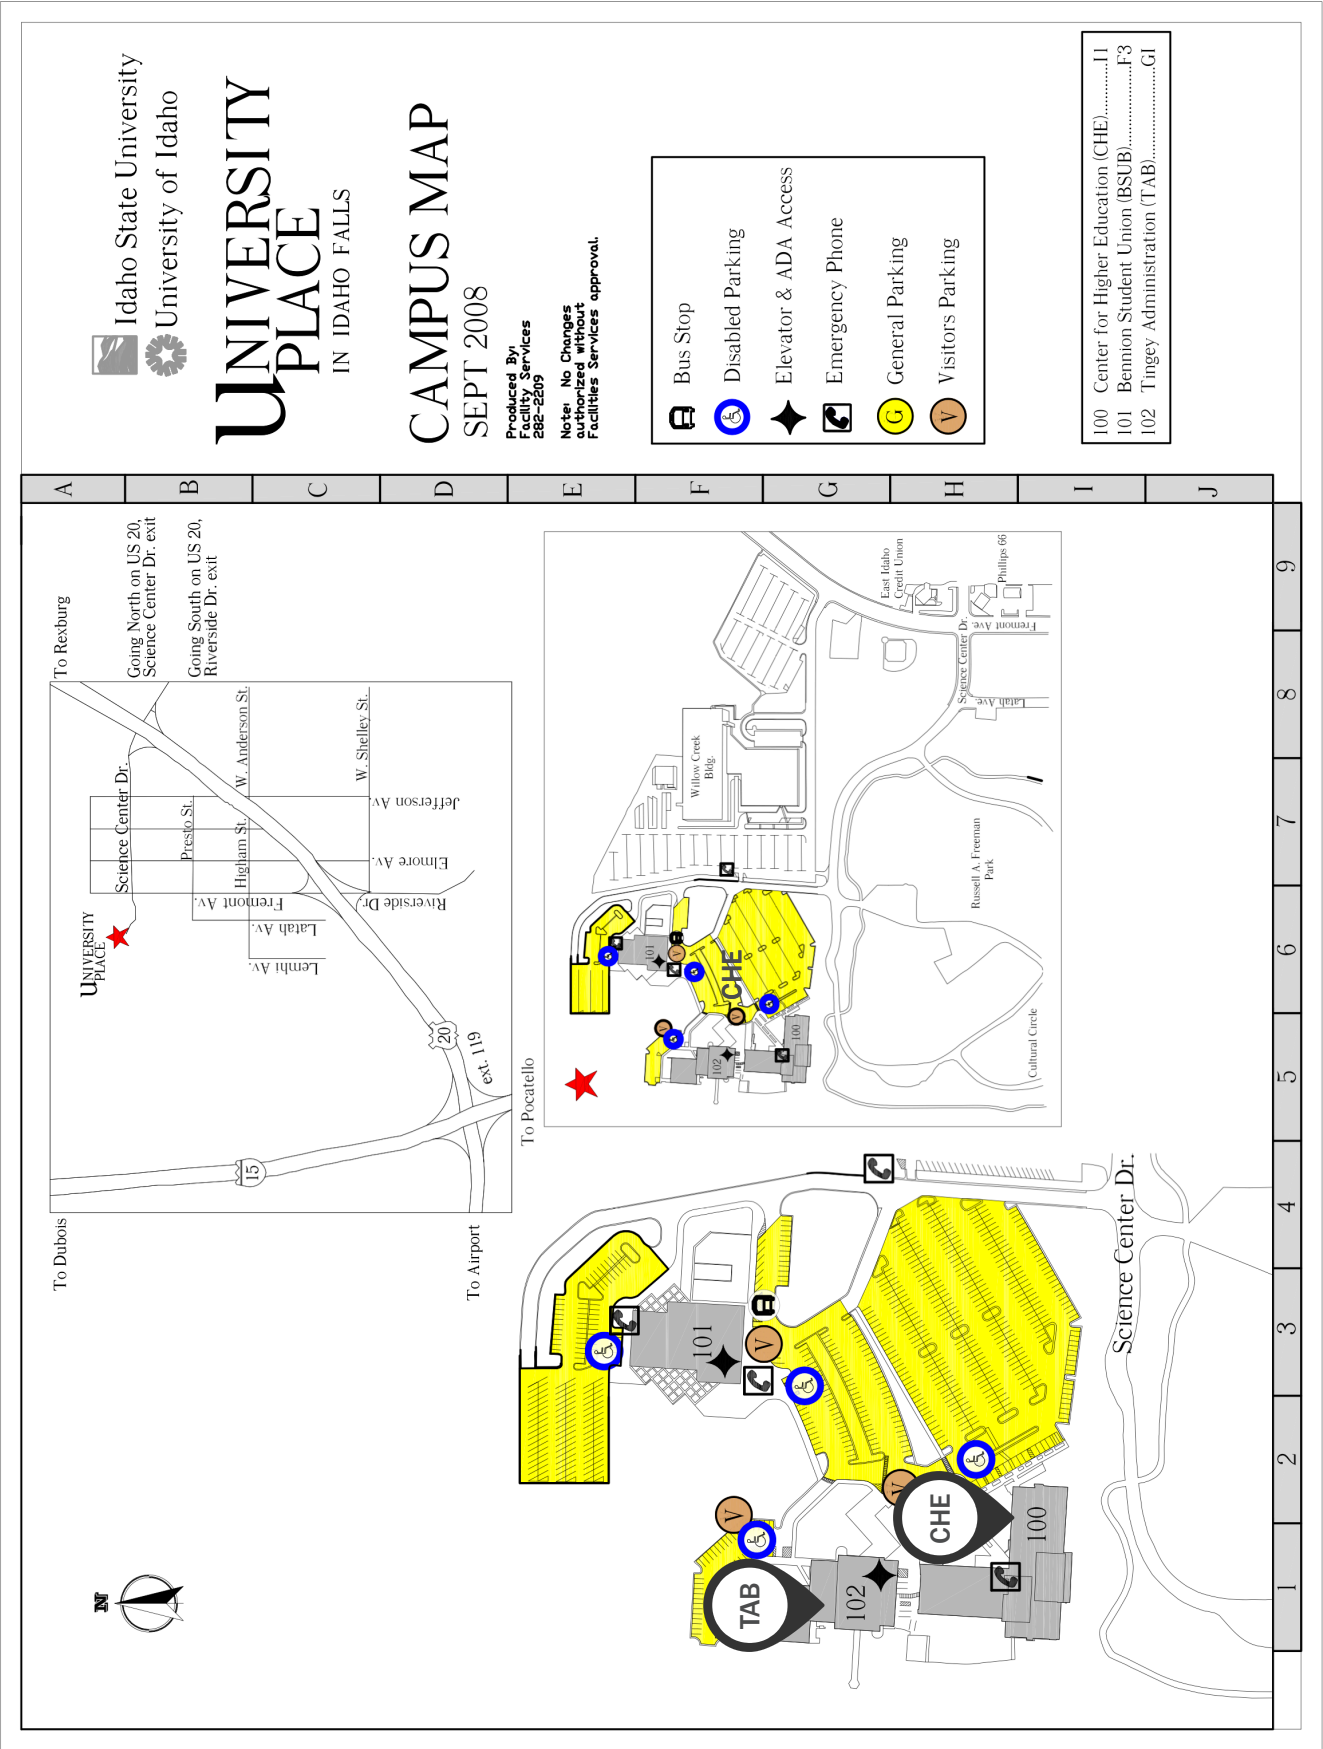 Idaho State University
University of Idaho
UNIVERSITY
PLACE
IN IDAHO FALLS
CAMPUS MAP
SEPT 2008
Produced By:
Facility Services
282-2209
Note: No Changes
authorized without
Facilities Services approval.
Bus Stop
Disabled Parking
Elevator & ADA Access
Emergency Phone
G General Parking
V Visitors Parking
100 Center for Higher Education (CHE)............I1
101 Bennion Student Union (BSUB)....................F3
102 Tingey Administration (TAB)......................GI
A
B
C
D
E
F
G
H
I
J
1
2
3
4
5
6
7
8
9
N
To Rexburg
Going North on US 20,
Science Center Dr. exit
Going South on US 20,
Riverside Dr. exit
To Dubois
To Airport
To Pocatello
UNIVERSITY
PLACE
Science Center Dr.
Presto St.
Higham St.
W. Anderson St.
W. Shelley St.
Jefferson Av.
Elmore Av.
Riverside Dr.
Fremont Av.
Latah Av.
Lemhi Av.
15
20
ext. 119
Willow Creek
Bldg.
East Idaho
Credit Union
Phillips 66
Science Center Dr.
Fremont Ave.
Latah Ave.
Russell A. Freeman
Park
Cultural Circle
101
V
CHE
V
V
102
100
101
V
V
V
TAB
102
CHE
100
Science Center Dr.